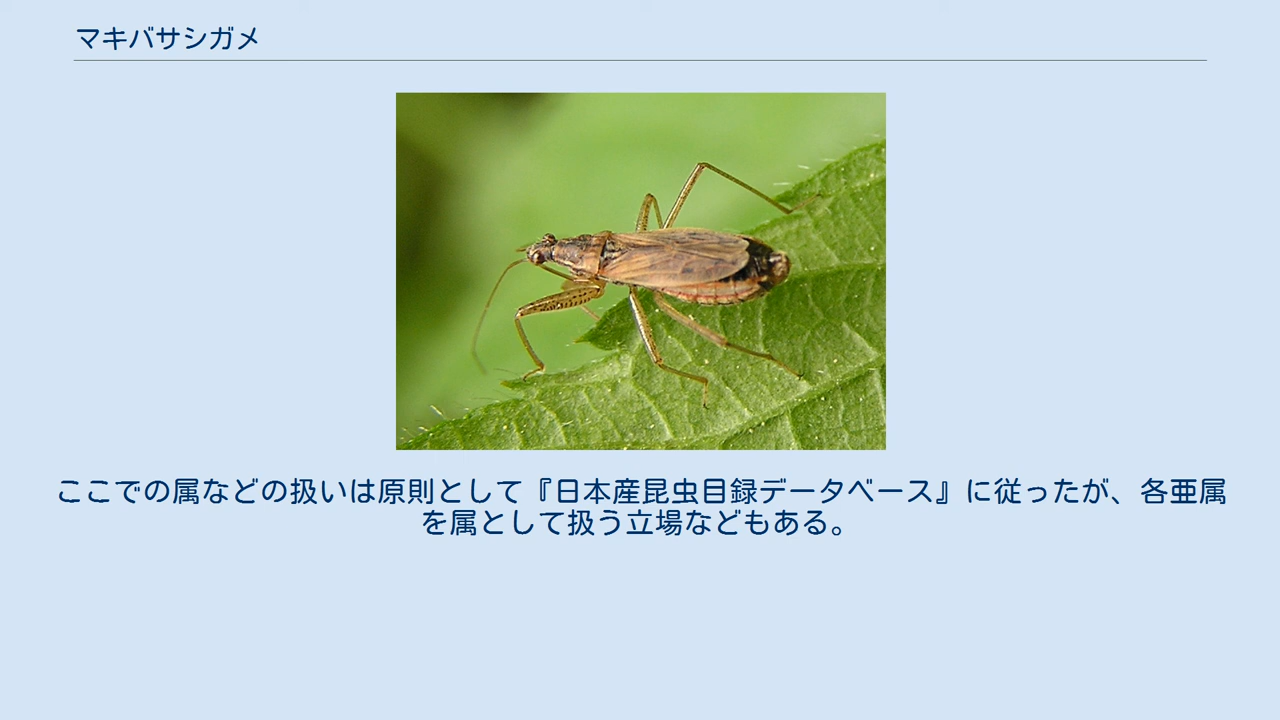 マキバサシガメ
ここでの属などの扱いは原則として『日本産昆虫目録データベース』に従ったが、各亜属
を属として扱う立場などもある。